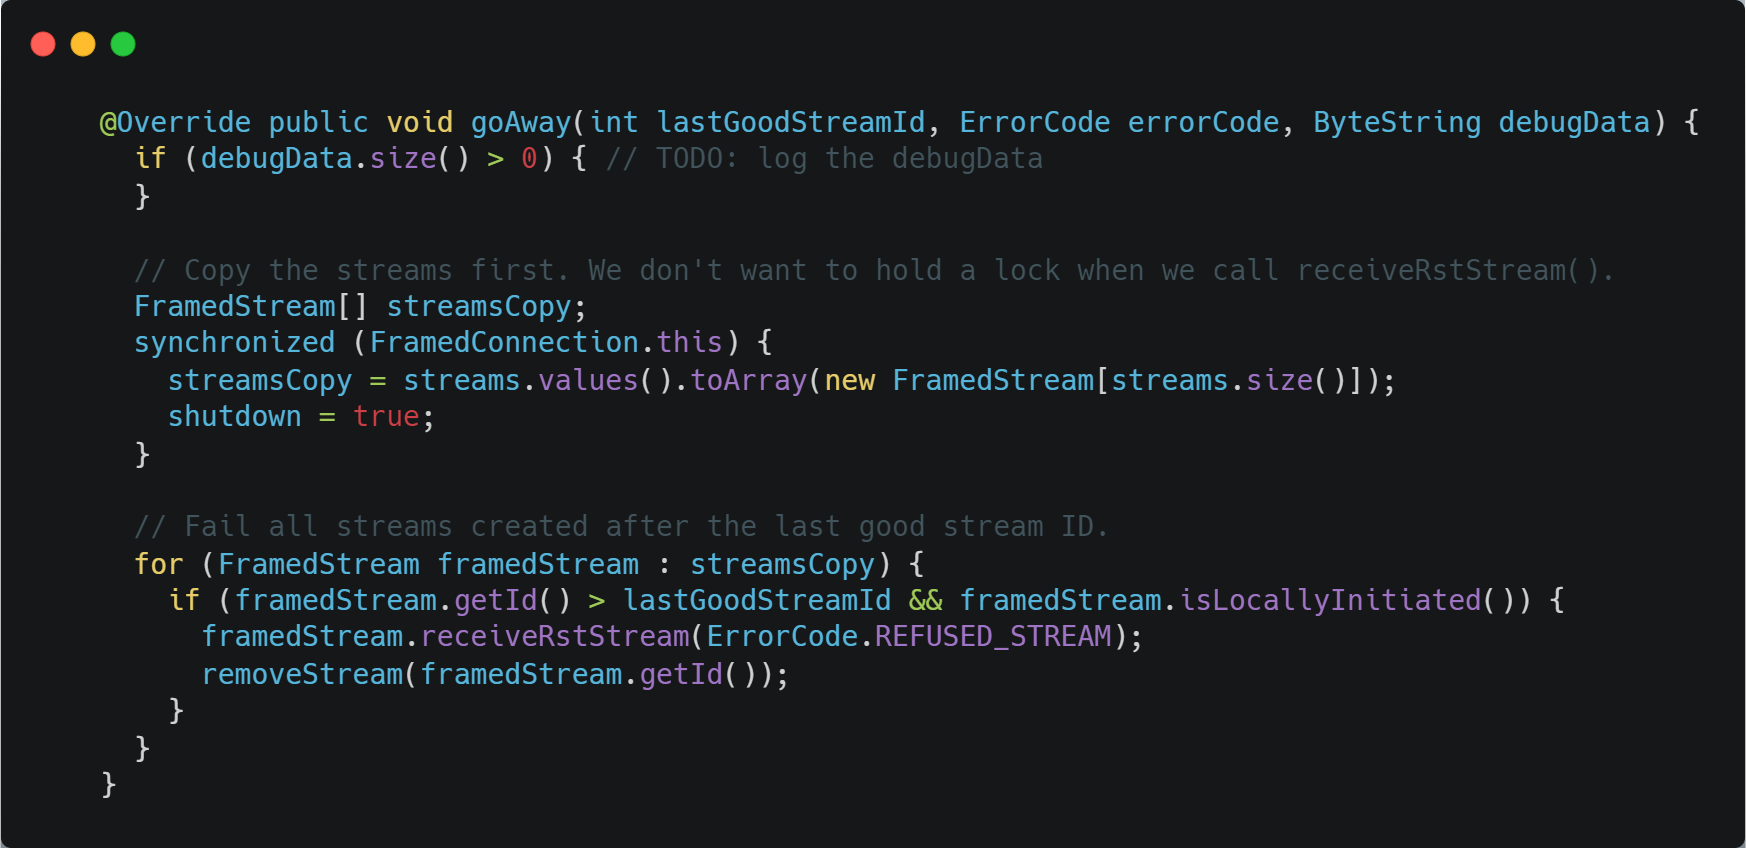 @Override public void goAway(int lastGoodStreamId, ErrorCode errorCode, ByteString debugData) {
  if (debugData.size() > 0) { // TODO: log the debugData
  }

  // Copy the streams first. We don't want to hold a lock when we call receiveRstStream().
  FramedStream[] streamsCopy;
  synchronized (FramedConnection.this) {
    streamsCopy = streams.values().toArray(new FramedStream[streams.size()]);
    shutdown = true;
  }

  // Fail all streams created after the last good stream ID.
  for (FramedStream framedStream : streamsCopy) {
    if (framedStream.getId() > lastGoodStreamId && framedStream.isLocallyInitiated()) {
      framedStream.receiveRstStream(ErrorCode.REFUSED_STREAM);
      removeStream(framedStream.getId());
    }
  }
}